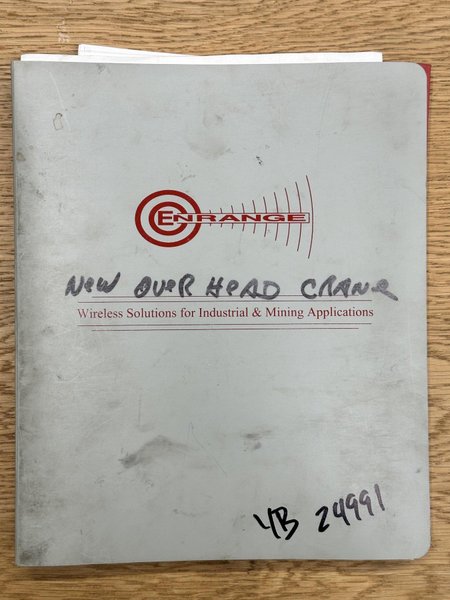 ENRANGE
NeW OVeR HeAD CRANe
Wireless Solutions for Industrial & Mining Applications
YB 24991